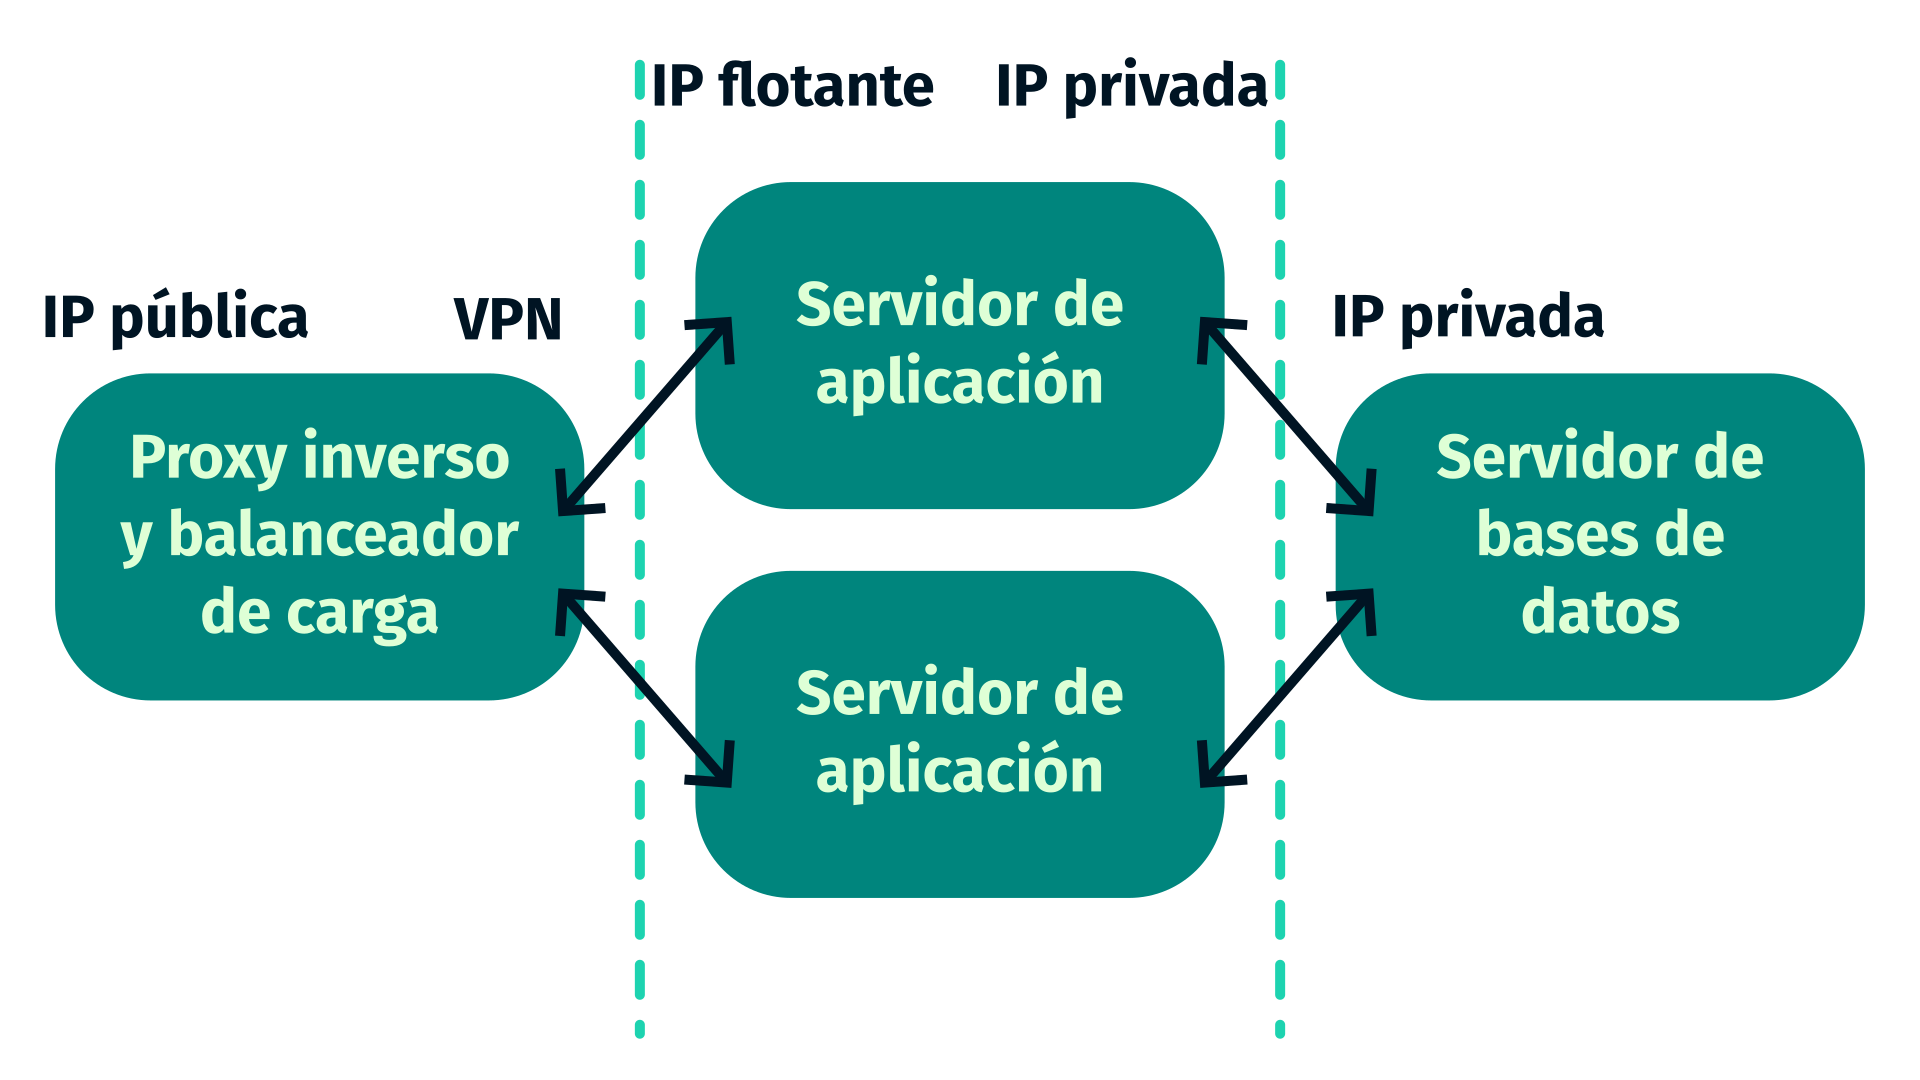 IP flotante
IP privada
IP pública
VPN
IP privada
Servidor de
aplicación
Proxy inverso
y balanceador
de carga
Servidor de
bases de
datos
Servidor de
aplicación